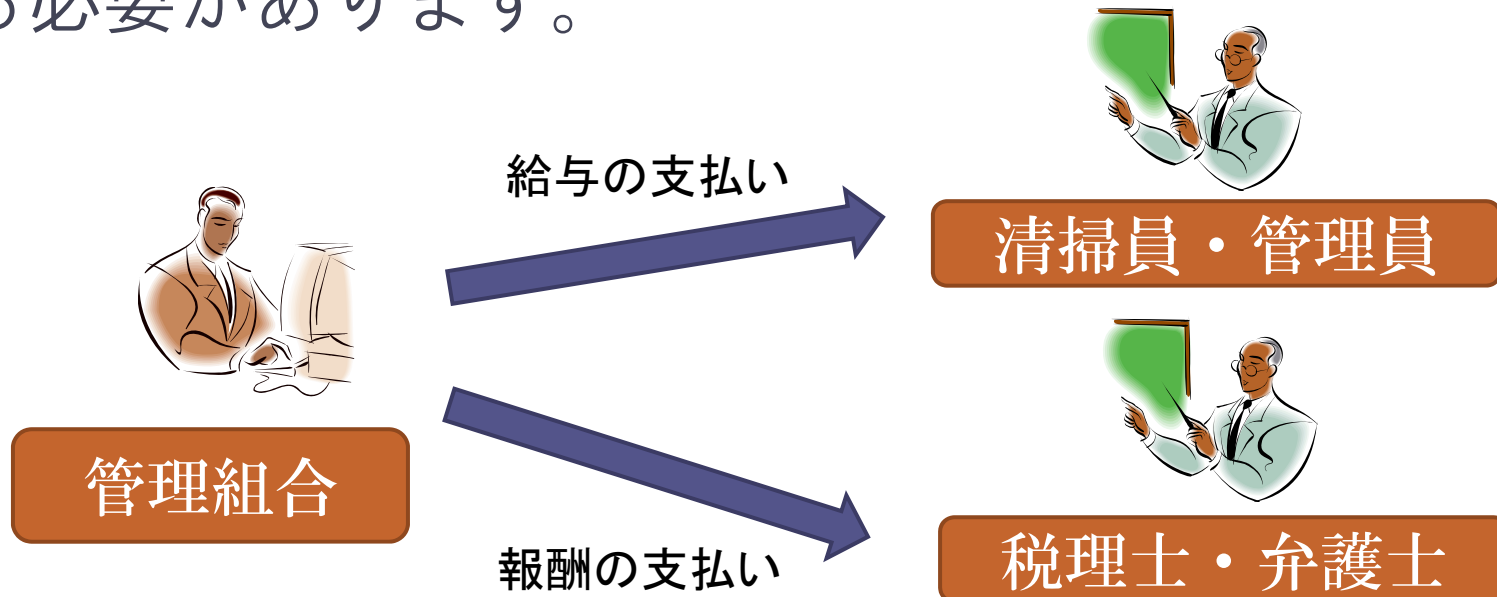 る必要があります。
給与の支払い
清掃員・管理員
管理組合
報酬の支払い
税理士・弁護士